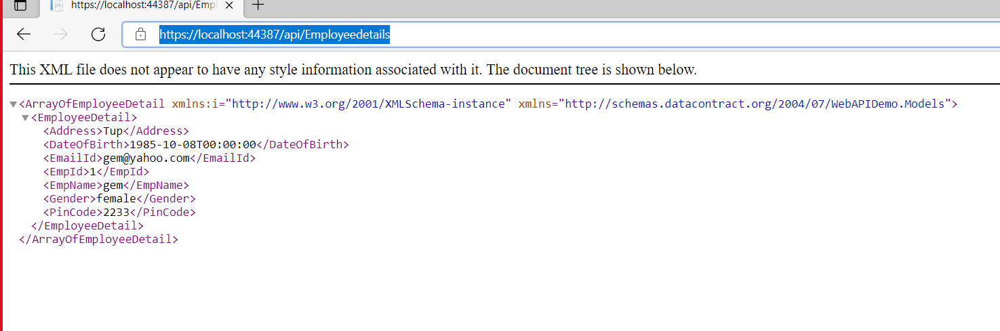 https://localhost:44387/api/Empl
https://localhost:44387/api/Employeedetails
This XML file does not appear to have any style information associated with it. The document tree is shown below.
<ArrayOfEmployeeDetail xmlns:i="http://www.w3.org/2001/XMLSchema-instance" xmlns="http://schemas.datacontract.org/2004/07/WebAPIDemo.Models">
<EmployeeDetail>
<Address>Tup</Address>
<DateOfBirth>1985-10-08T00:00:00</DateOfBirth>
<EmailId>gem@yahoo.com</EmailId>
<EmpId>1</EmpId>
<EmpName>gem</EmpName>
<Gender>female</Gender>
<PinCode>2233</PinCode>
</EmployeeDetail>
</ArrayOfEmployeeDetail>